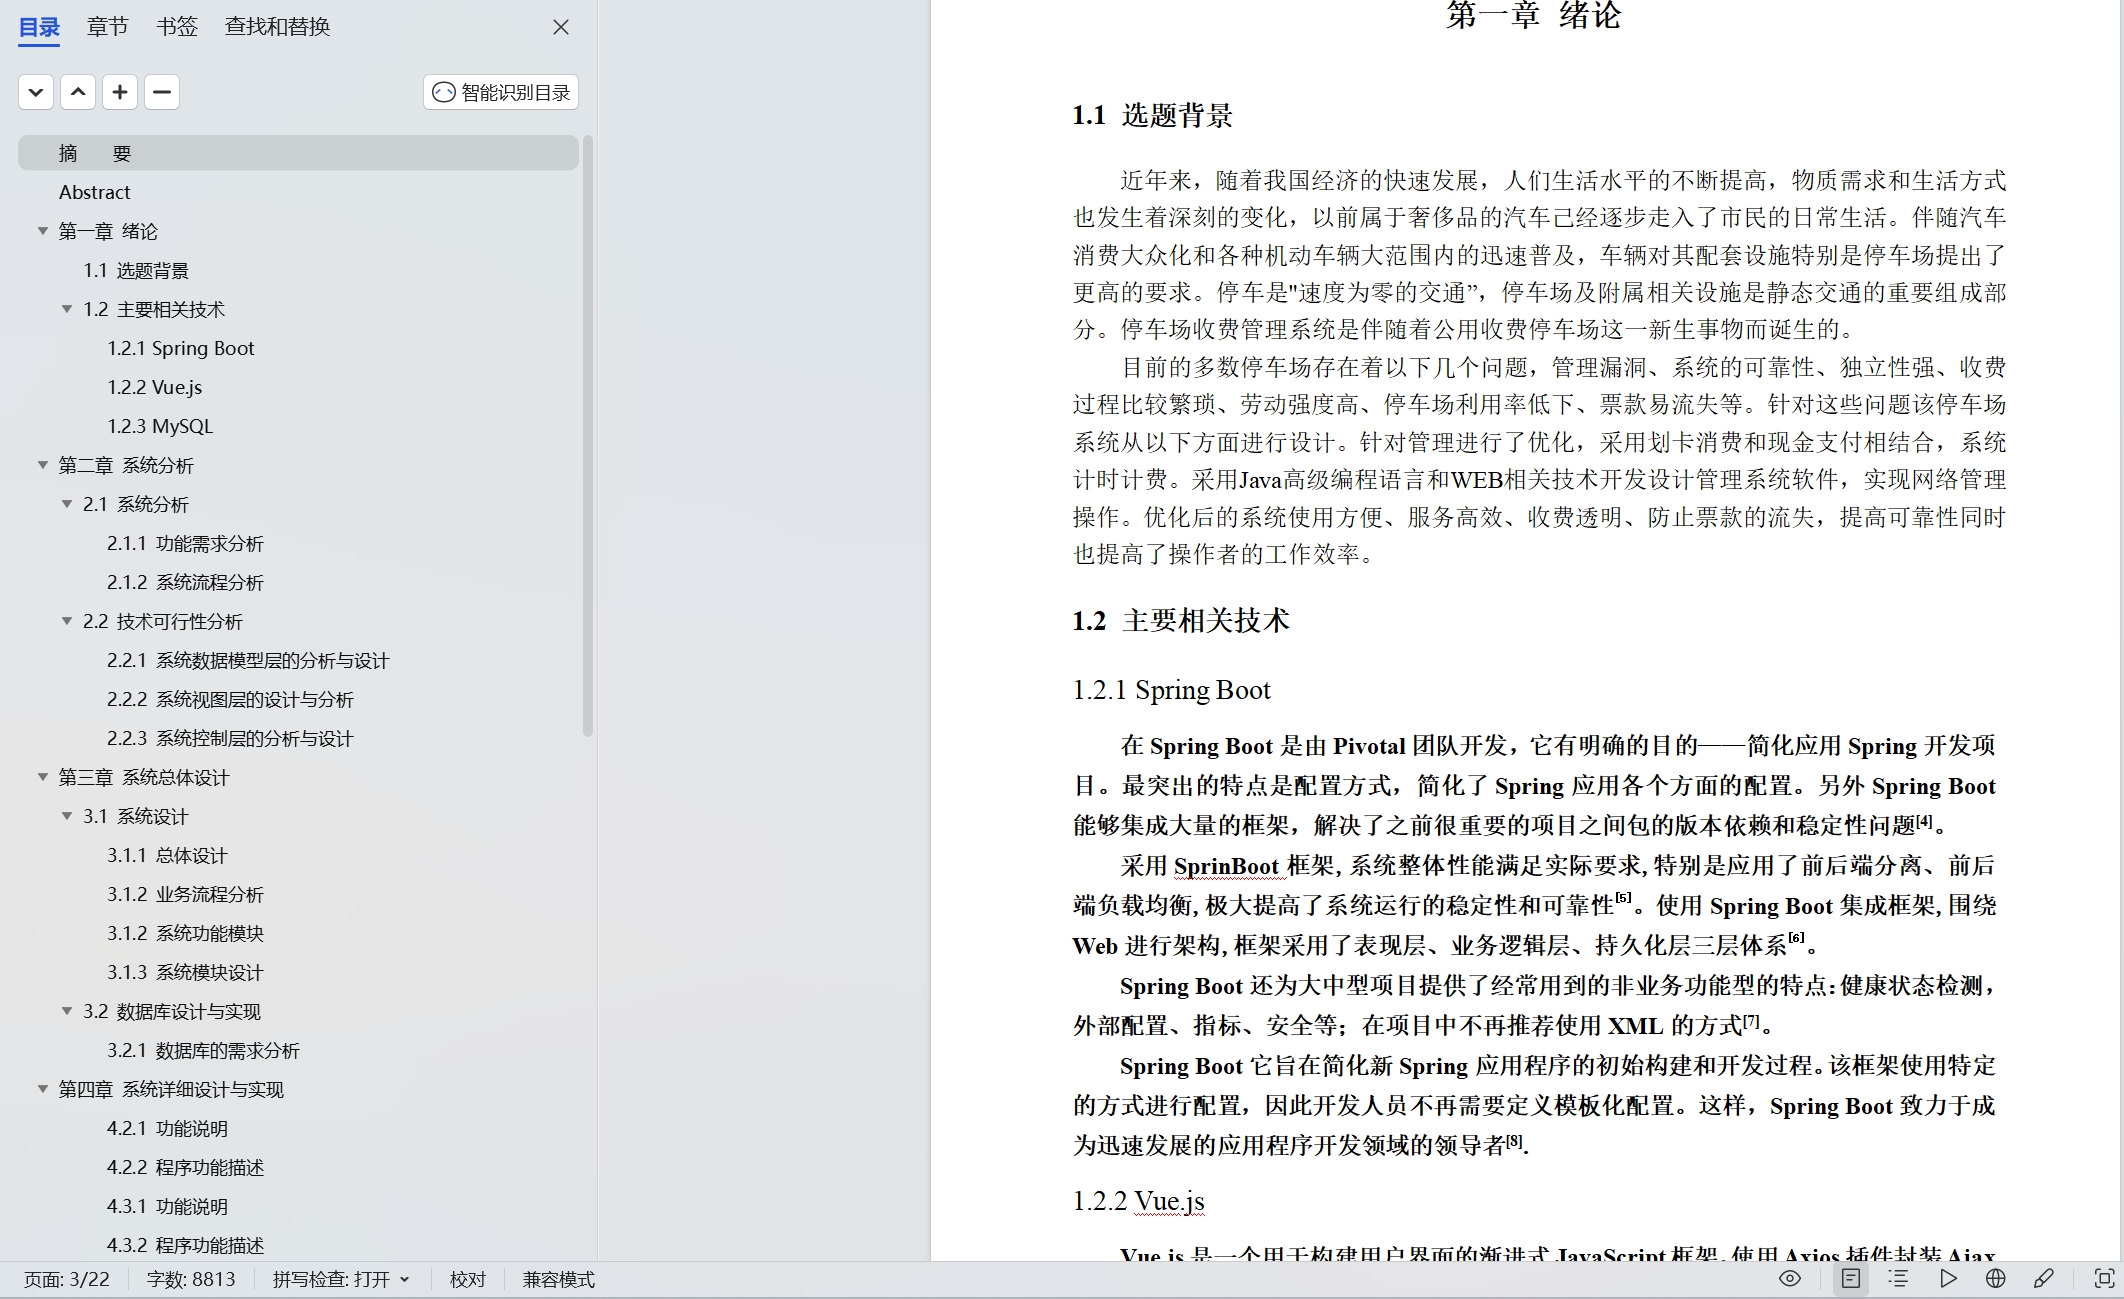 目录 章节 书签 查找和替换
智能识别目录
摘 要
Abstract
第一章 绪论
1.1 选题背景
1.2 主要相关技术
1.2.1 Spring Boot
1.2.2 Vue.js
1.2.3 MySQL
第二章 系统分析
2.1 系统分析
2.1.1 功能需求分析
2.1.2 系统流程分析
2.2 技术可行性分析
2.2.1 系统数据模型层的分析与设计
2.2.2 系统视图层的设计与分析
2.2.3 系统控制层的分析与设计
第三章 系统总体设计
3.1 系统设计
3.1.1 总体设计
3.1.2 业务流程分析
3.1.2 系统功能模块
3.1.3 系统模块设计
3.2 数据库设计与实现
3.2.1 数据库的需求分析
第四章 系统详细设计与实现
4.2.1 功能说明
4.2.2 程序功能描述
4.3.1 功能说明
4.3.2 程序功能描述
第一章 绪论
1.1 选题背景
近年来，随着我国经济的快速发展，人们生活水平的不断提高，物质需求和生活方式
也发生着深刻的变化，以前属于奢侈品的汽车己经逐步走入了市民的日常生活。伴随汽车
消费大众化和各种机动车辆大范围内的迅速普及，车辆对其配套设施特别是停车场提出了
更高的要求。停车是"速度为零的交通”，停车场及附属相关设施是静态交通的重要组成部
分。停车场收费管理系统是伴随着公用收费停车场这一新生事物而诞生的。
目前的多数停车场存在着以下几个问题，管理漏洞、系统的可靠性、独立性强、收费
过程比较繁琐、劳动强度高、停车场利用率低下、票款易流失等。针对这些问题该停车场
系统从以下方面进行设计。针对管理进行了优化，采用划卡消费和现金支付相结合，系统
计时计费。采用Java高级编程语言和WEB相关技术开发设计管理系统软件，实现网络管理
操作。优化后的系统使用方便、服务高效、收费透明、防止票款的流失，提高可靠性同时
也提高了操作者的工作效率。
1.2 主要相关技术
1.2.1 Spring Boot
在 Spring Boot 是由 Pivotal 团队开发，它有明确的目的——简化应用 Spring 开发项
目。最突出的特点是配置方式，简化了 Spring 应用各个方面的配置。另外 Spring Boot
能够集成大量的框架，解决了之前很重要的项目之间包的版本依赖和稳定性问题[4]。
采用 SprinBoot 框架,系统整体性能满足实际要求,特别是应用了前后端分离、前后
端负载均衡,极大提高了系统运行的稳定性和可靠性[5]。使用 Spring Boot 集成框架,围绕
Web 进行架构,框架采用了表现层、业务逻辑层、持久化层三层体系[6]。
Spring Boot 还为大中型项目提供了经常用到的非业务功能型的特点:健康状态检测，
外部配置、指标、安全等；在项目中不再推荐使用 XML 的方式[7]。
Spring Boot 它旨在简化新 Spring 应用程序的初始构建和开发过程。该框架使用特定
的方式进行配置，因此开发人员不再需要定义模板化配置。这样，Spring Boot 致力于成
为迅速发展的应用程序开发领域的领导者[8].
1.2.2 Vue.js
Vue.js 是一个用于构建用户界面的渐进式 JavaScript 框架,使用 Axios 插件封装 Ajax
页面: 3/22 字数: 8813 拼写检查: 打开 校对 兼容模式